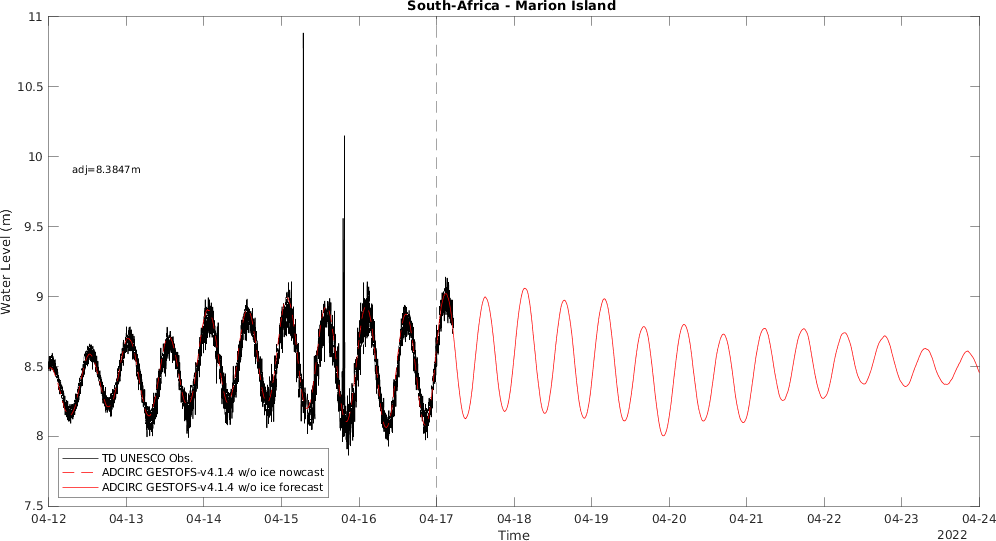 South-Africa - Marion Island
11
10.5
10
9.5
9
8.5
8
7.5
Water Level (m)
adj=8.3847m
TD UNESCO Obs.
ADCIRC GESTOFS-v4.1.4 w/o ice nowcast
ADCIRC GESTOFS-v4.1.4 w/o ice forecast
04-12 04-13 04-14 04-15 04-16 04-17 04-18 04-19 04-20 04-21 04-22 04-23 04-24
Time
2022